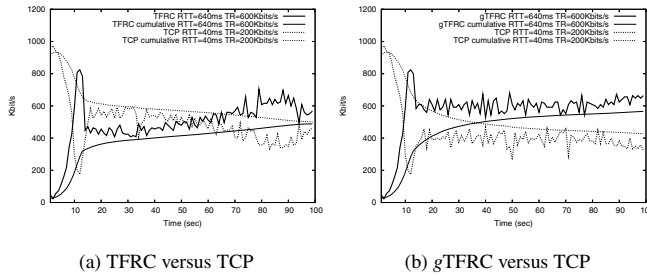 TFRC RTT=640ms TR=600Kbits/s
TFRC cumulative RTT=640ms TR=600Kbits/s
TCP RTT=40ms TR=200Kbits/s
TCP cumulative RTT=40ms TR=200Kbits/s
1200
1000
800
600
400
200
0
Kbit/s
0 10 20 30 40 50 60 70 80 90 100
Time (sec)
(a) TFRC versus TCP
gTFRC RTT=640ms TR=600Kbits/s
gTFRC cumulative RTT=640ms TR=600Kbits/s
TCP RTT=40ms TR=200Kbits/s
TCP cumulative RTT=40ms TR=200Kbits/s
1200
1000
800
600
400
200
0
Kbit/s
0 10 20 30 40 50 60 70 80 90 100
Time (sec)
(b) gTFRC versus TCP